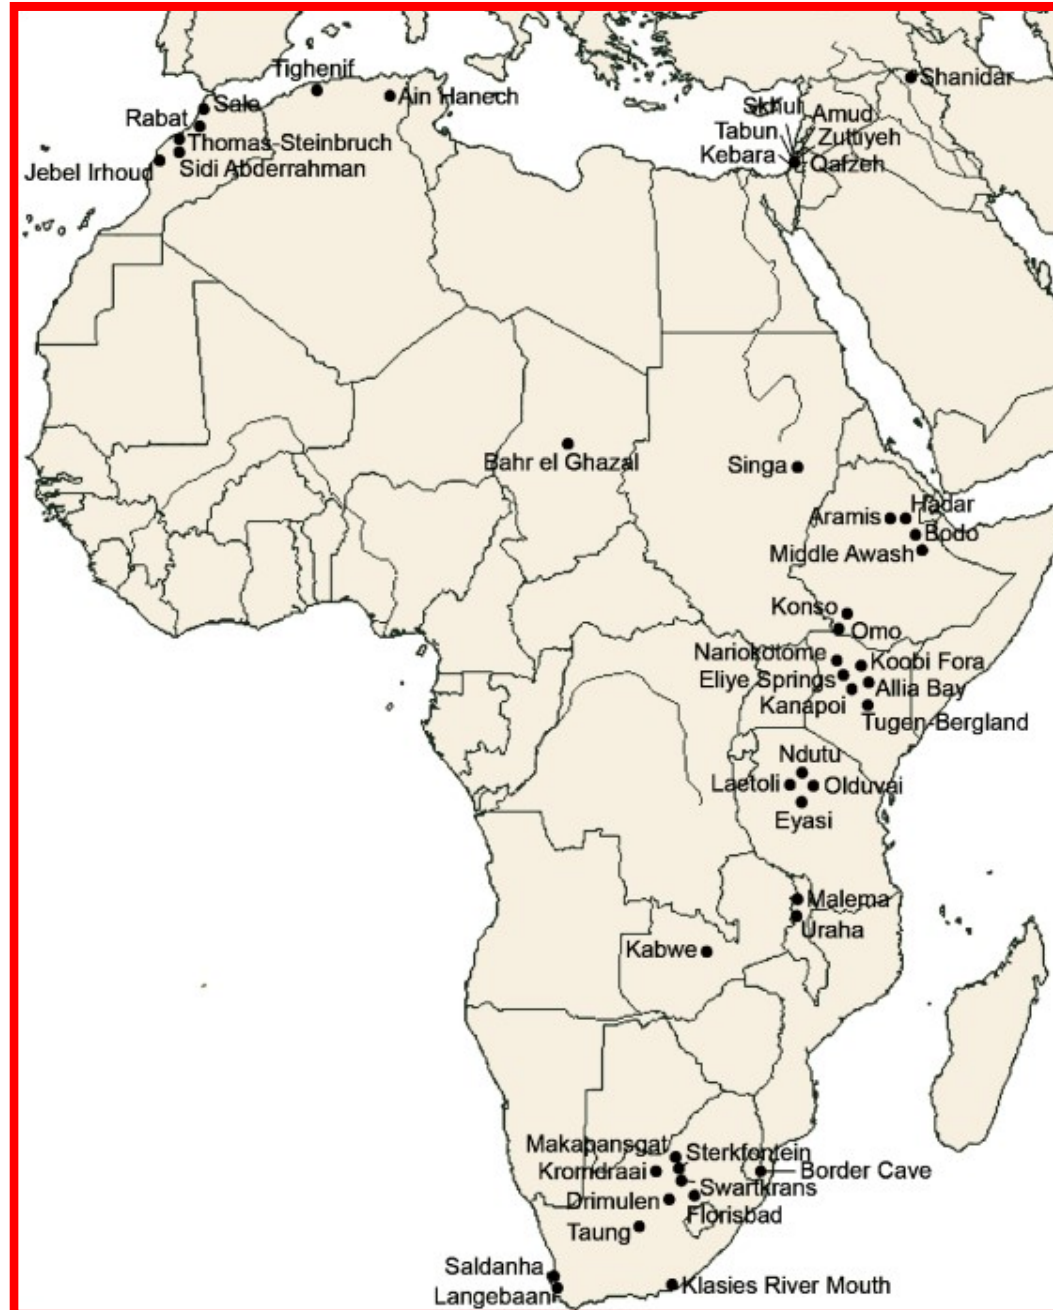 Tighenif
Shanidar
Ain Hanech
Sale
Skhul
Amud
Rabat
Tabun
Zuttiyeh
Thomas-Steinbruch
Kebara
Qafzeh
Jebel Irhoud
Sidi Abderrahman
Bahr el Ghazal
Singa
Hadar
Aramis
Bodo
Middle Awash
Konso
Omo
Nariokotome
Koobi Fora
Eliye Springs
Allia Bay
Kanapoi
Tugen-Bergland
Ndutu
Laetoli
Olduvai
Eyasi
Malema
Uraha
Kabwe
Makapansgat
Sterkfontein
Kromdraai
Border Cave
Swartkrans
Drimulen
Florisbad
Taung
Saldanha
Langebaan
Klasies River Mouth